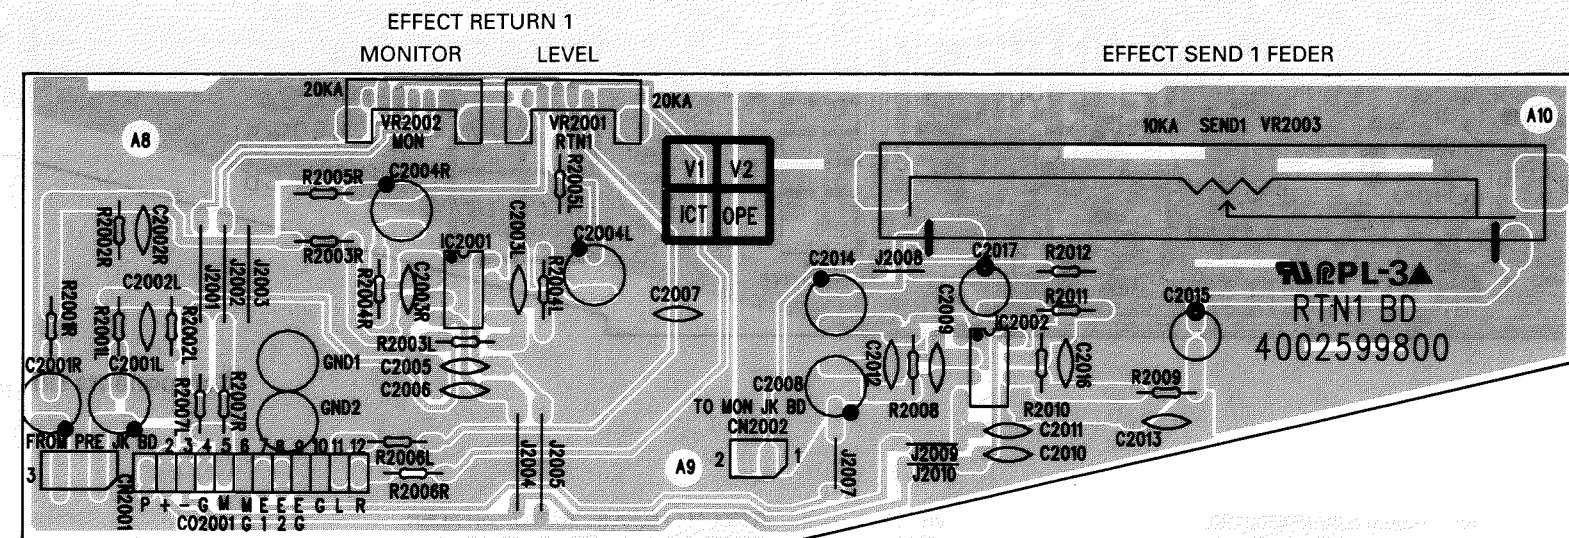 EFFECT RETURN 1
MONITOR
LEVEL
EFFECT SEND 1 FEDER
20KA
20KA
VR2002
MON
VR2001
RTN1
A8
A10
10KA SEND1 VR2003
V1
V2
ICT
OPE
R2005R
C2004R
R2005L
R2002R
C2002R
R2003R
IC2001
C2003L
C2004L
J2001
J2002
J2003
C2002L
R2004R
C2003R
R2004L
C2007
C2014
J2008
C2017
R2012
R2011
C2009
IC2002
C2015
PL-3
RTN1 BD
4002599800
R2001R
R2001L
R2002L
C2001R
C2001L
R2003L
GND1
C2005
C2006
GND2
R2007L
R2007R
C2012
C2008
R2008
C2016
R2009
R2010
C2011
C2010
C2013
TO MON JK BD
CN2002
2
1
A9
J2007
J2009
J2010
J2004
J2005
FROM PRE JK BD
3
CN2001
2 3 4 5 6 7 8 9 10 11 12
R2006L
R2006R
P + - G M M E E E G L R
CO2001 G 1 2 G